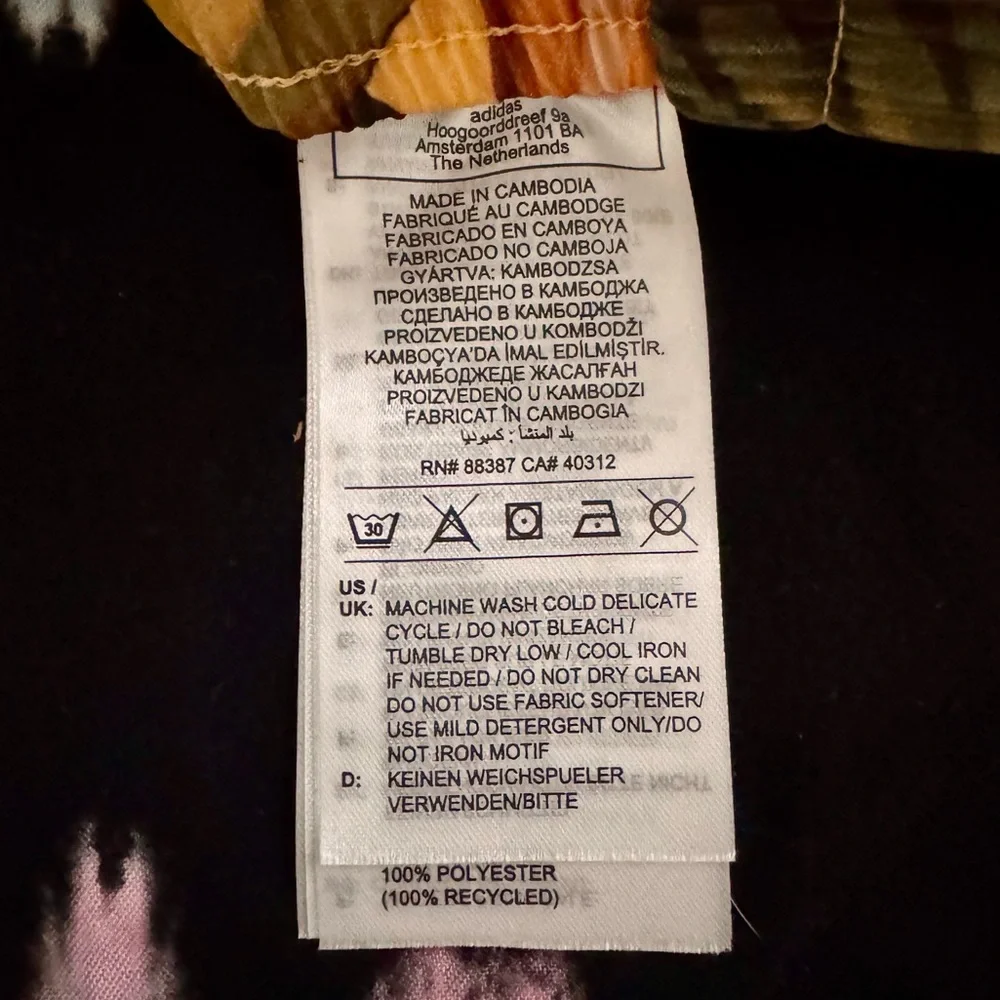 adidas
Hoogoorddreef 9a
Amsterdam 1101 BA
The Netherlands
MADE IN CAMBODIA
FABRIQUÉ AU CAMBODGE
FABRICADO EN CAMBOYA
FABRICADO NO CAMBOJA
GYÁRTVA: KAMBODZSA
ПРОИЗВЕДЕНО В КАМБОДЖА
СДЕЛАНО В КАМБОДЖЕ
PROIZVEDENO U KOMBODŽI
KAMBOÇYA'DA İMAL EDİLMİŞTİR.
КАМБОДЖЕДЕ ЖАСАЛҒАН
PROIZVEDENO U KAMBODZI
FABRICAT ÎN CAMBOGIA
بلد المنشأ : كمبوديا
RN# 88387 CA# 40312
30
US /
UK: MACHINE WASH COLD DELICATE
CYCLE / DO NOT BLEACH /
TUMBLE DRY LOW / COOL IRON
IF NEEDED / DO NOT DRY CLEAN
DO NOT USE FABRIC SOFTENER/
USE MILD DETERGENT ONLY/DO
NOT IRON MOTIF
D: KEINEN WEICHSPUELER
VERWENDEN/BITTE
100% POLYESTER
(100% RECYCLED)